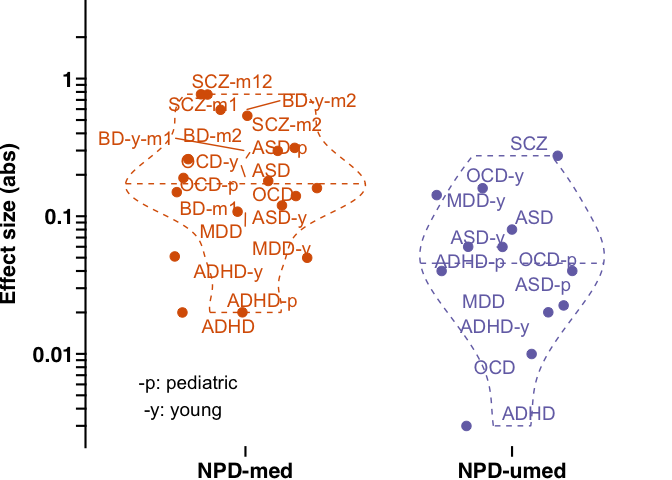 Effect size (abs)
1
0.1
0.01
SCZ-m12
SCZ-m1
BD-y-m2
SCZ-m2
BD-y-m1
BD-m2
ASD-p
OCD-y
ASD
OCD-p
OCD
BD-m1
ASD-y
MDD
MDD-y
ADHD-y
ADHD-p
ADHD
-p: pediatric
-y: young
SCZ
OCD-y
MDD-y
ASD
ASD-y
ADHD-p
OCD-p
ASD-p
MDD
ADHD-y
OCD
ADHD
NPD-med
NPD-umed